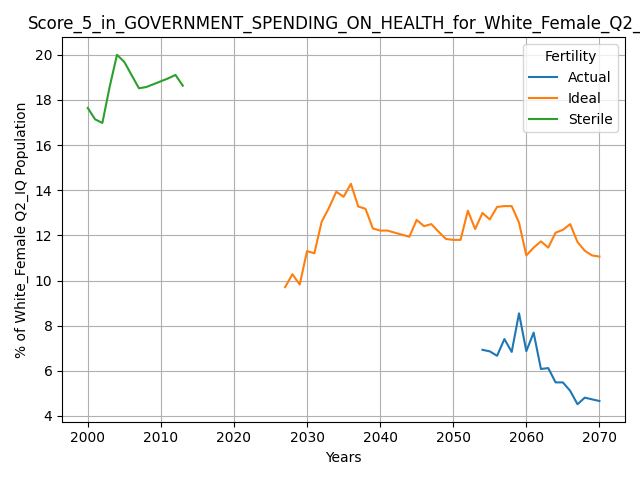 Score_5_in_GOVERNMENT_SPENDING_ON_HEALTH_for_White_Female_Q2_
Fertility
Actual
Ideal
Sterile
% of White_Female Q2_IQ Population
20
18
16
14
12
10
8
6
4
2000 2010 2020 2030 2040 2050 2060 2070
Years